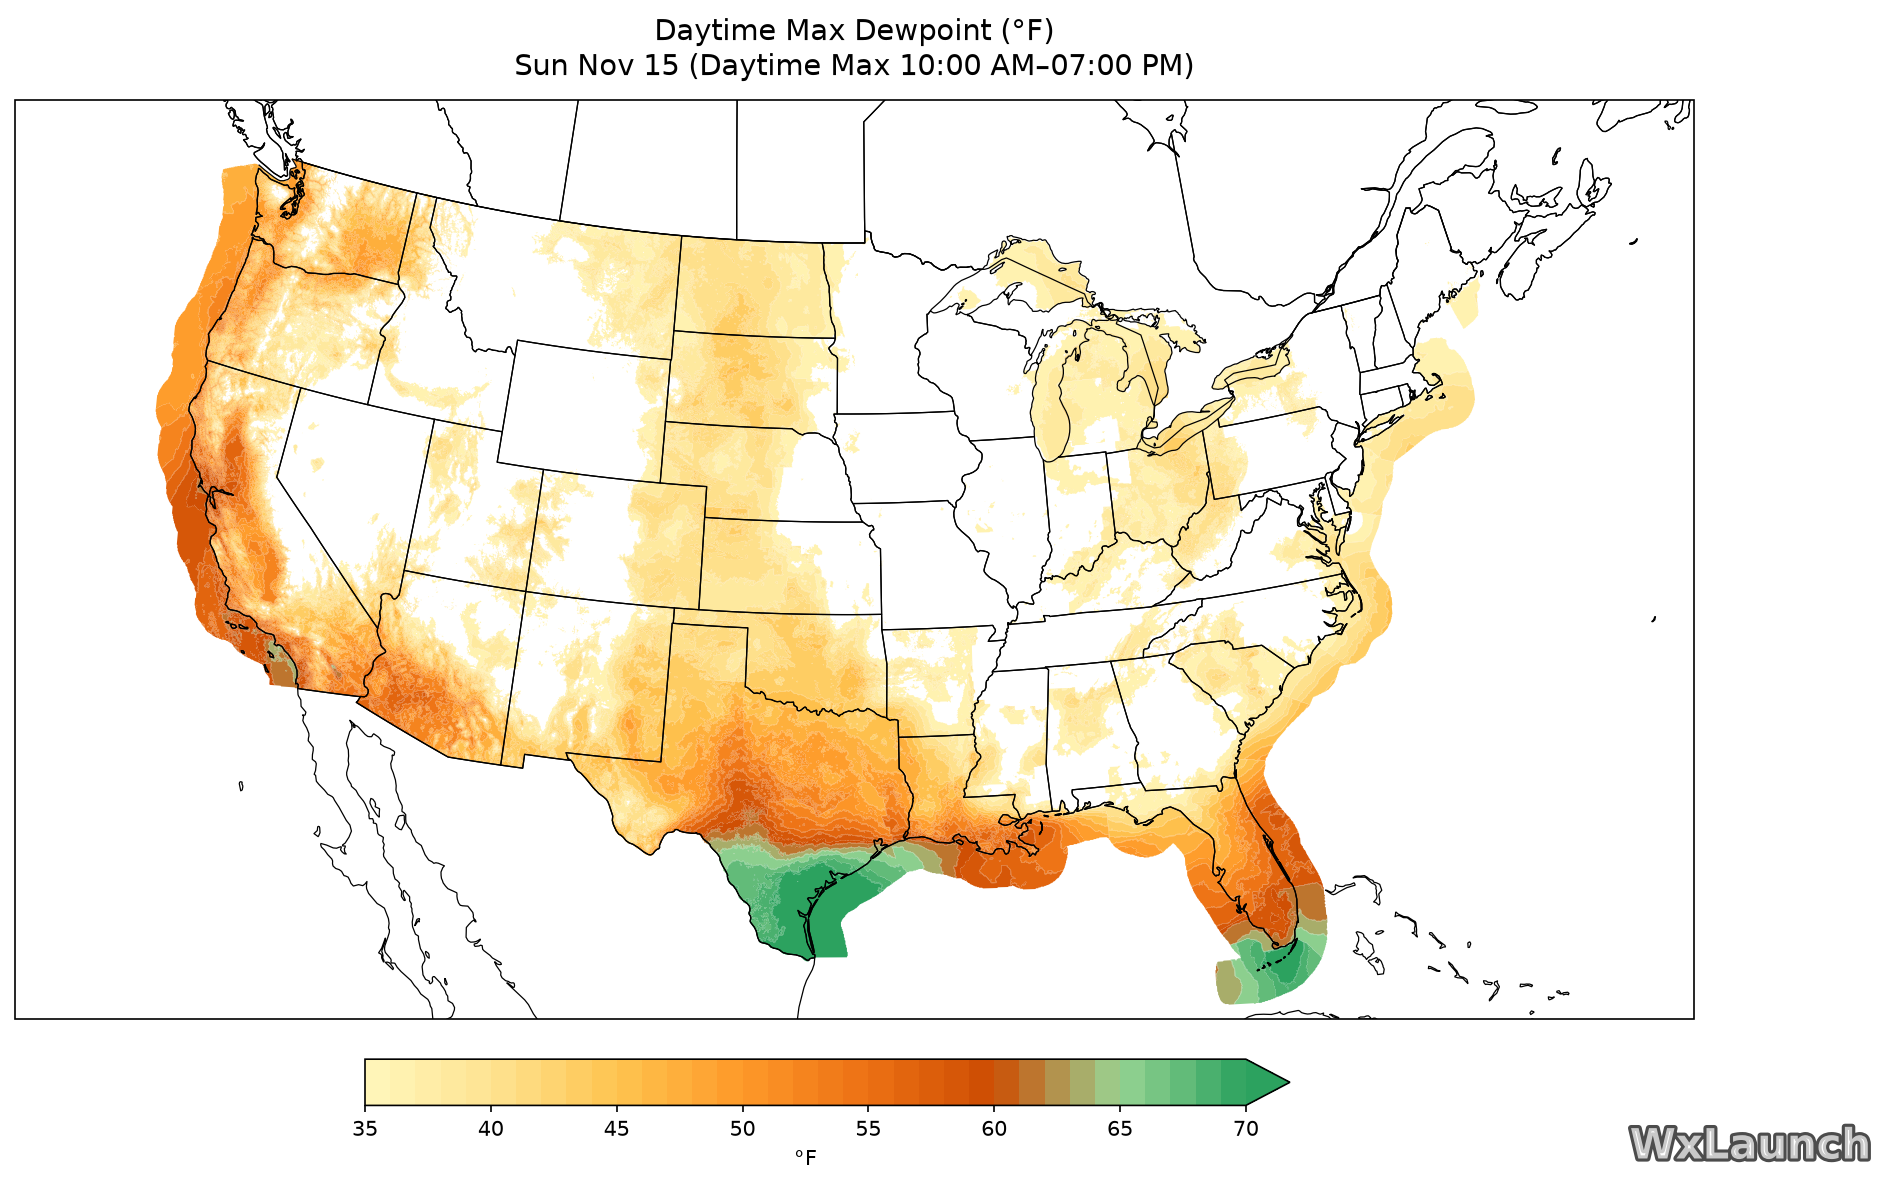 Daytime Max Dewpoint (°F)
Sun Nov 15 (Daytime Max 10:00 AM–07:00 PM)
35 40 45 50 55 60 65 70
°F
WxLaunch